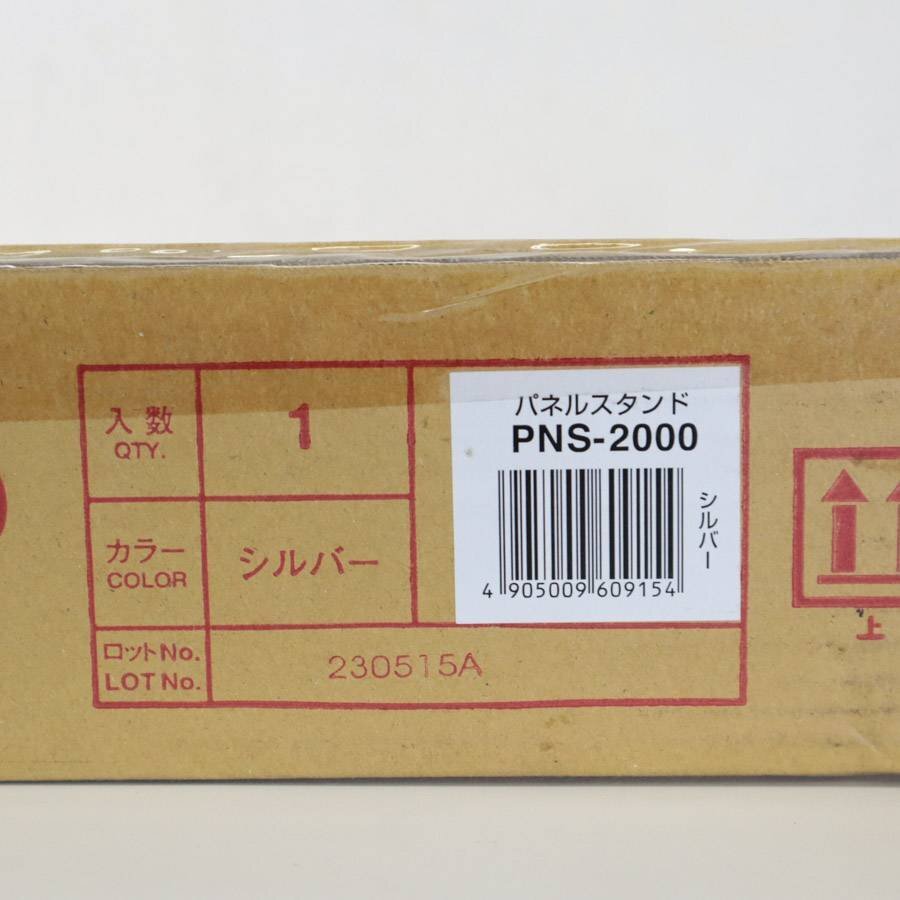 入数
QTY.
1
パネルスタンド
PNS-2000
シルバー
4 905009 609154
カラー
COLOR
シルバー
ロットNo.
LOT No.
230515A
上